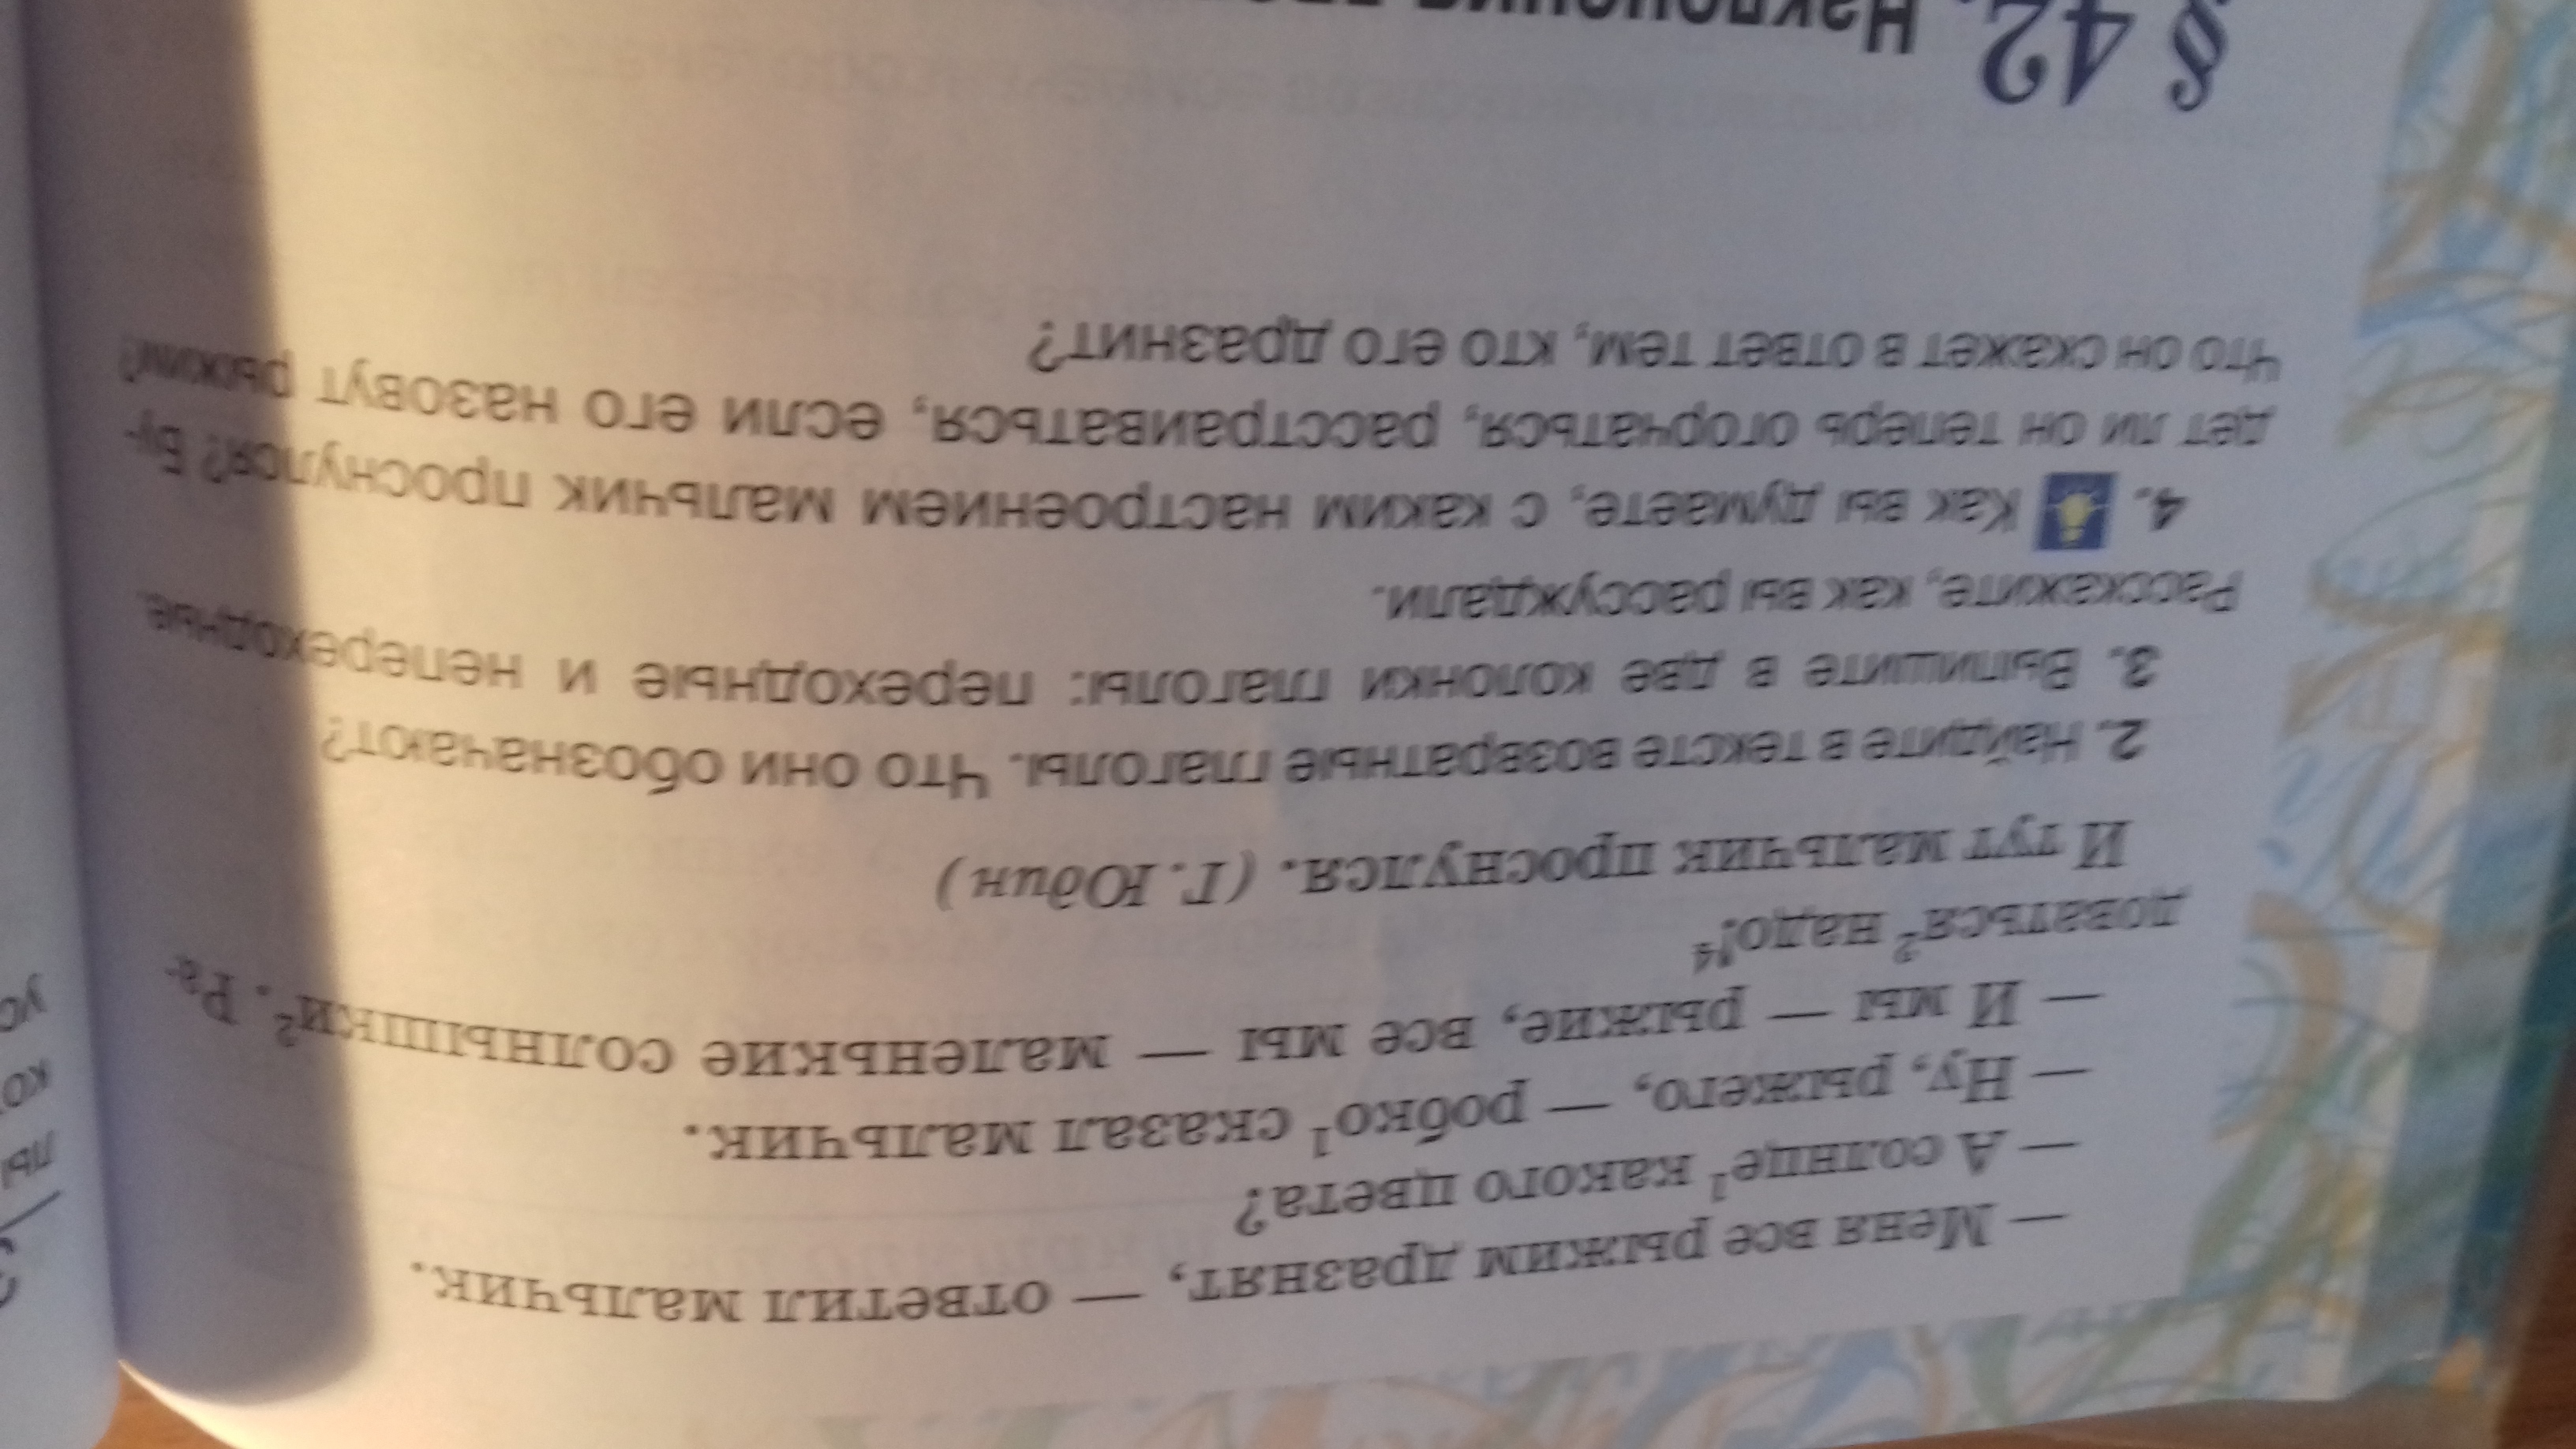 — Меня все рыжим дразнят, — ответил мальчик.
— А солнце¹ какого цвета?
— Ну, рыжего, — робко¹ сказал мальчик.
— И мы — рыжие, все мы — маленькие солнышки². Ра-
доваться² надо!⁴
И тут мальчик проснулся. (Г. Юдин)
2. Найдите в тексте возвратные глаголы. Что они обозначают?
3. Выпишите в две колонки глаголы: переходные и непереходные.
Расскажите, как вы рассуждали.
4. Как вы думаете, с каким настроением мальчик проснулся? Бу-
дет ли он теперь огорчаться, расстраиваться, если его назовут рыжим?
Что он скажет в ответ тем, кто его дразнит?
§ 42. Наклонения